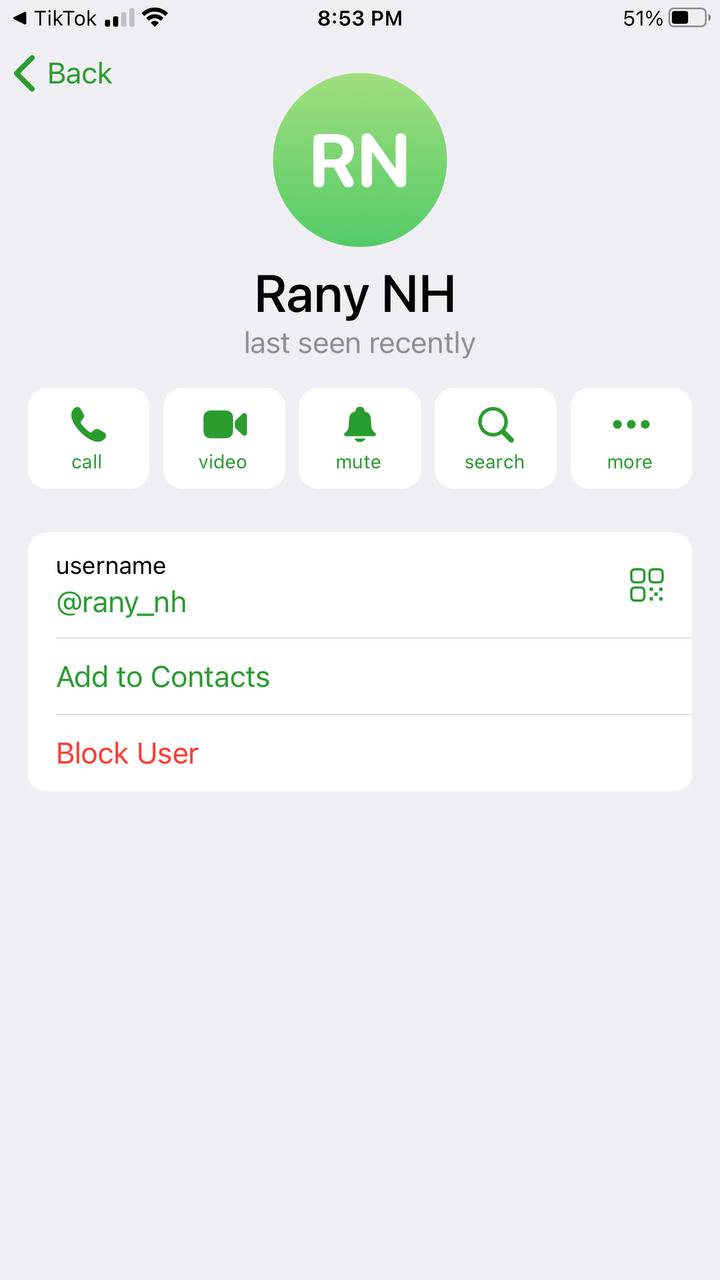 TikTok 8:53 PM 51%
Back
RN
Rany NH
last seen recently
call video mute search more
username
@rany_nh
Add to Contacts
Block User